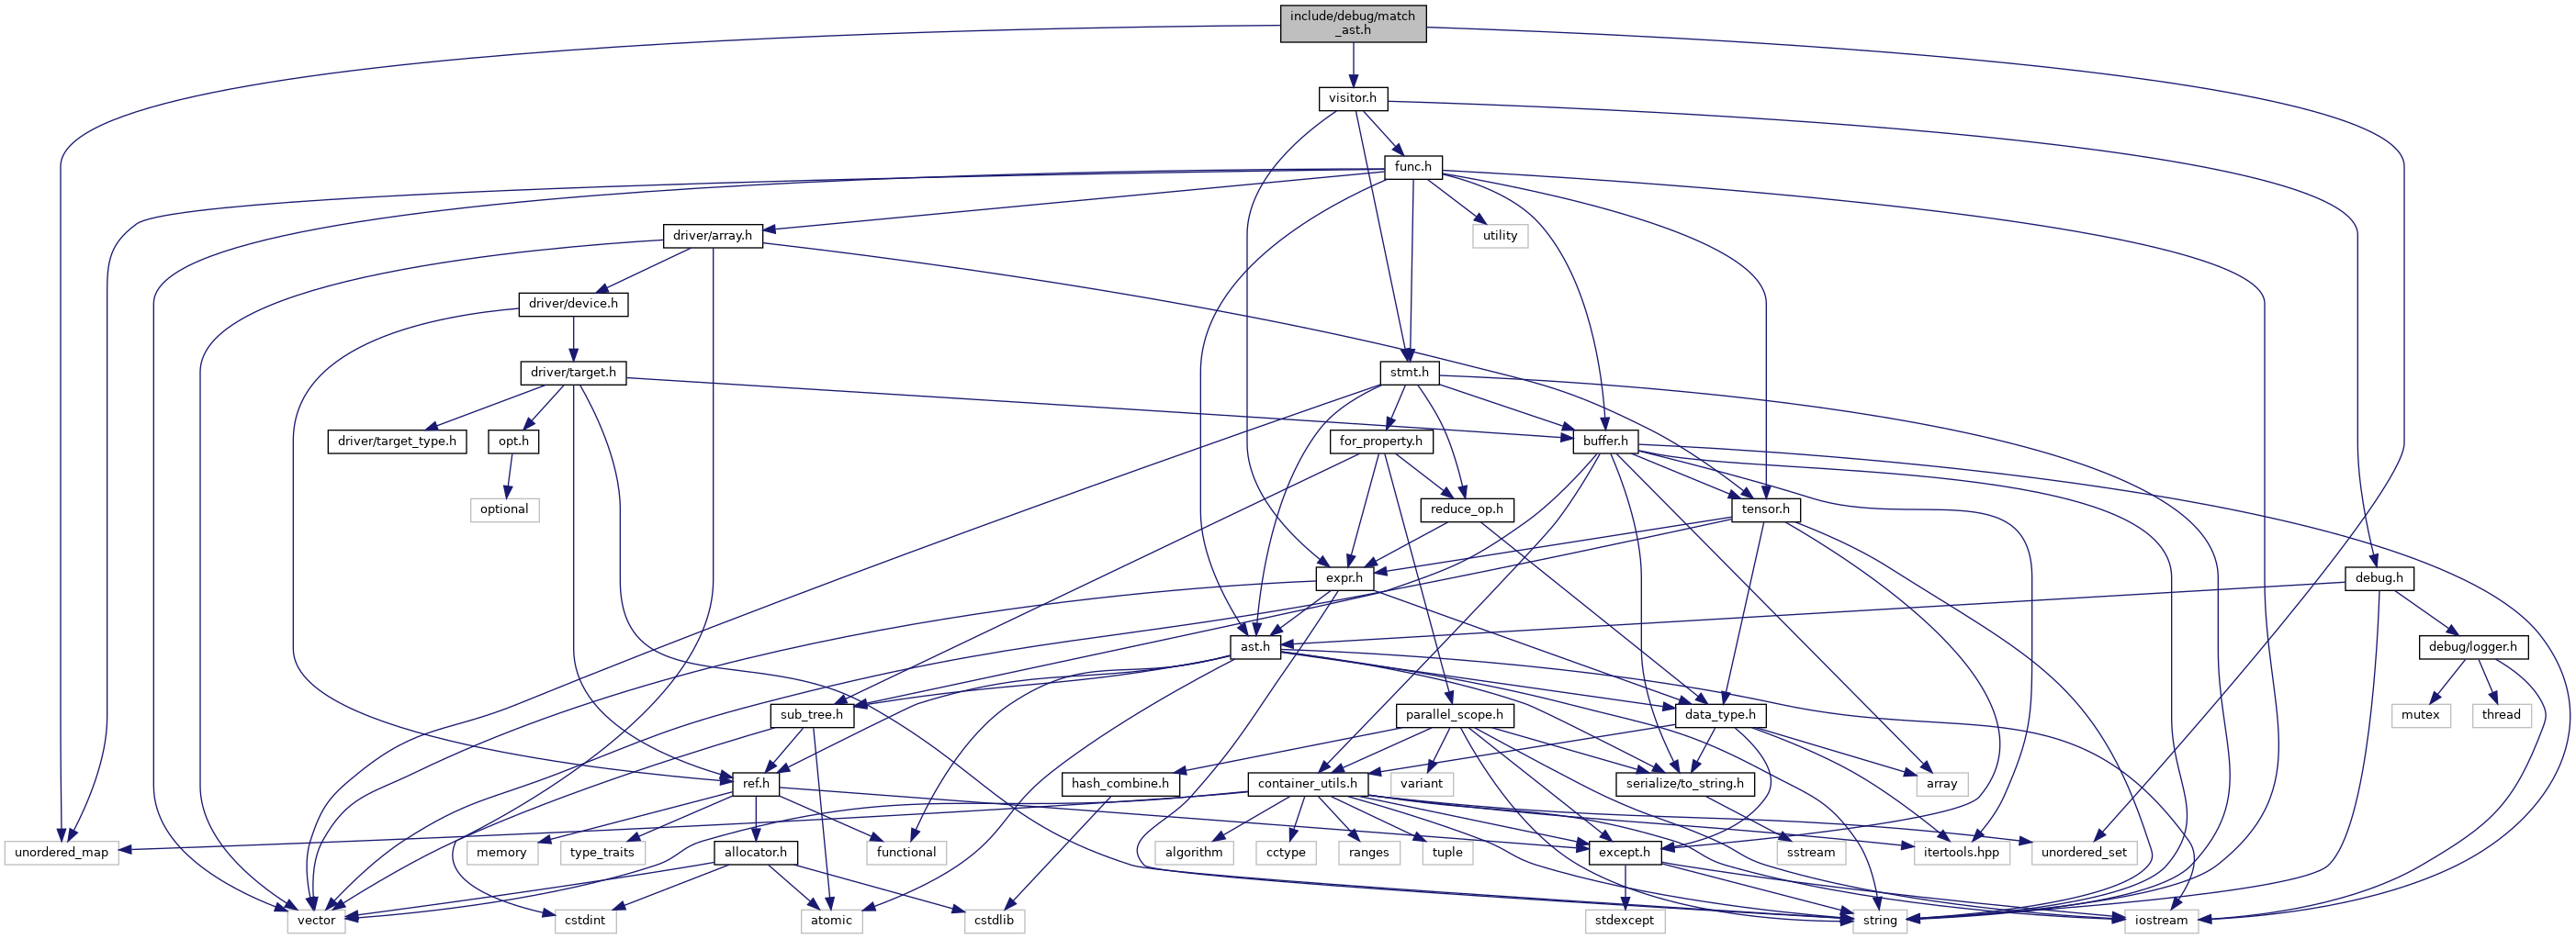 include/debug/match
_ast.h
visitor.h
func.h
driver/array.h
utility
driver/device.h
driver/target.h
stmt.h
driver/target_type.h
opt.h
for_property.h
buffer.h
optional
reduce_op.h
tensor.h
expr.h
debug.h
ast.h
debug/logger.h
sub_tree.h
parallel_scope.h
data_type.h
mutex
thread
ref.h
hash_combine.h
container_utils.h
variant
serialize/to_string.h
array
unordered_map
memory
type_traits
allocator.h
functional
algorithm
cctype
ranges
tuple
except.h
sstream
itertools.hpp
unordered_set
vector
cstdint
atomic
cstdlib
stdexcept
string
iostream